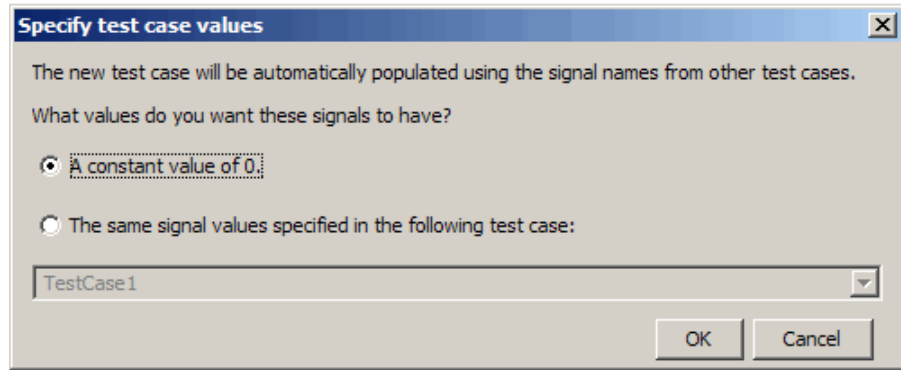 Specify test case values
The new test case will be automatically populated using the signal names from other test cases.
What values do you want these signals to have?
A constant value of 0.
The same signal values specified in the following test case:
TestCase1
OK Cancel